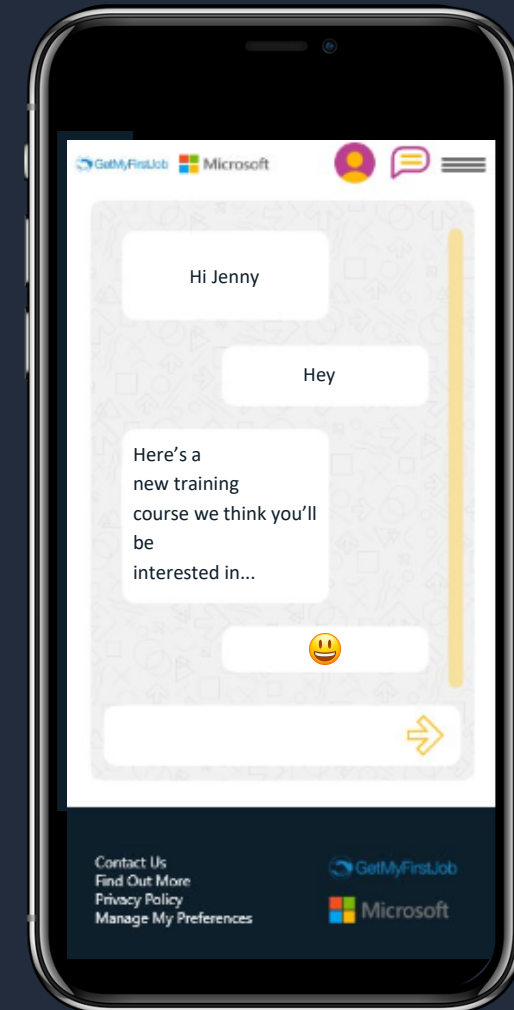 GetMyFirstJob Microsoft
Hi Jenny
Hey
Here’s a
new training
course we think you’ll
be
interested in...
😃
Contact Us
Find Out More
Privacy Policy
Manage My Preferences
GetMyFirstJob
Microsoft